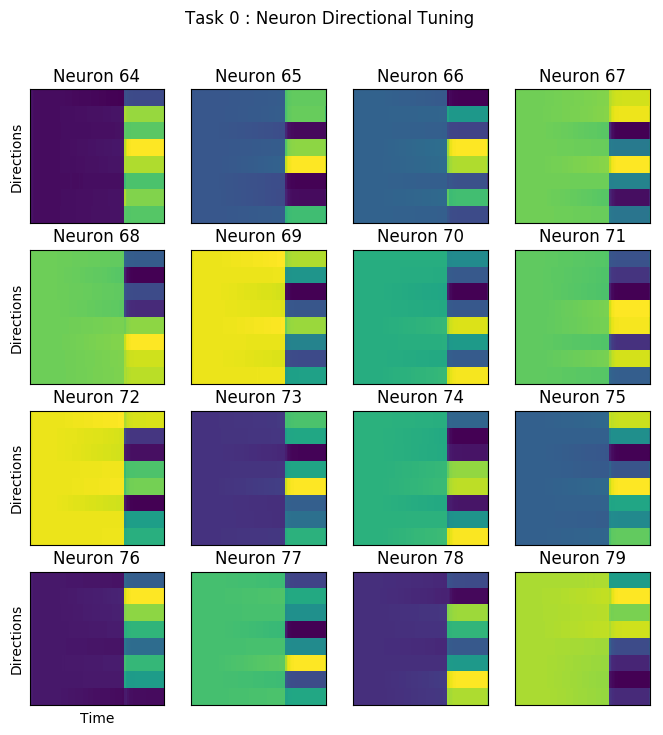 Task 0 : Neuron Directional Tuning
Neuron 64 Neuron 65 Neuron 66 Neuron 67
Directions
Neuron 68 Neuron 69 Neuron 70 Neuron 71
Directions
Neuron 72 Neuron 73 Neuron 74 Neuron 75
Directions
Neuron 76 Neuron 77 Neuron 78 Neuron 79
Directions
Time